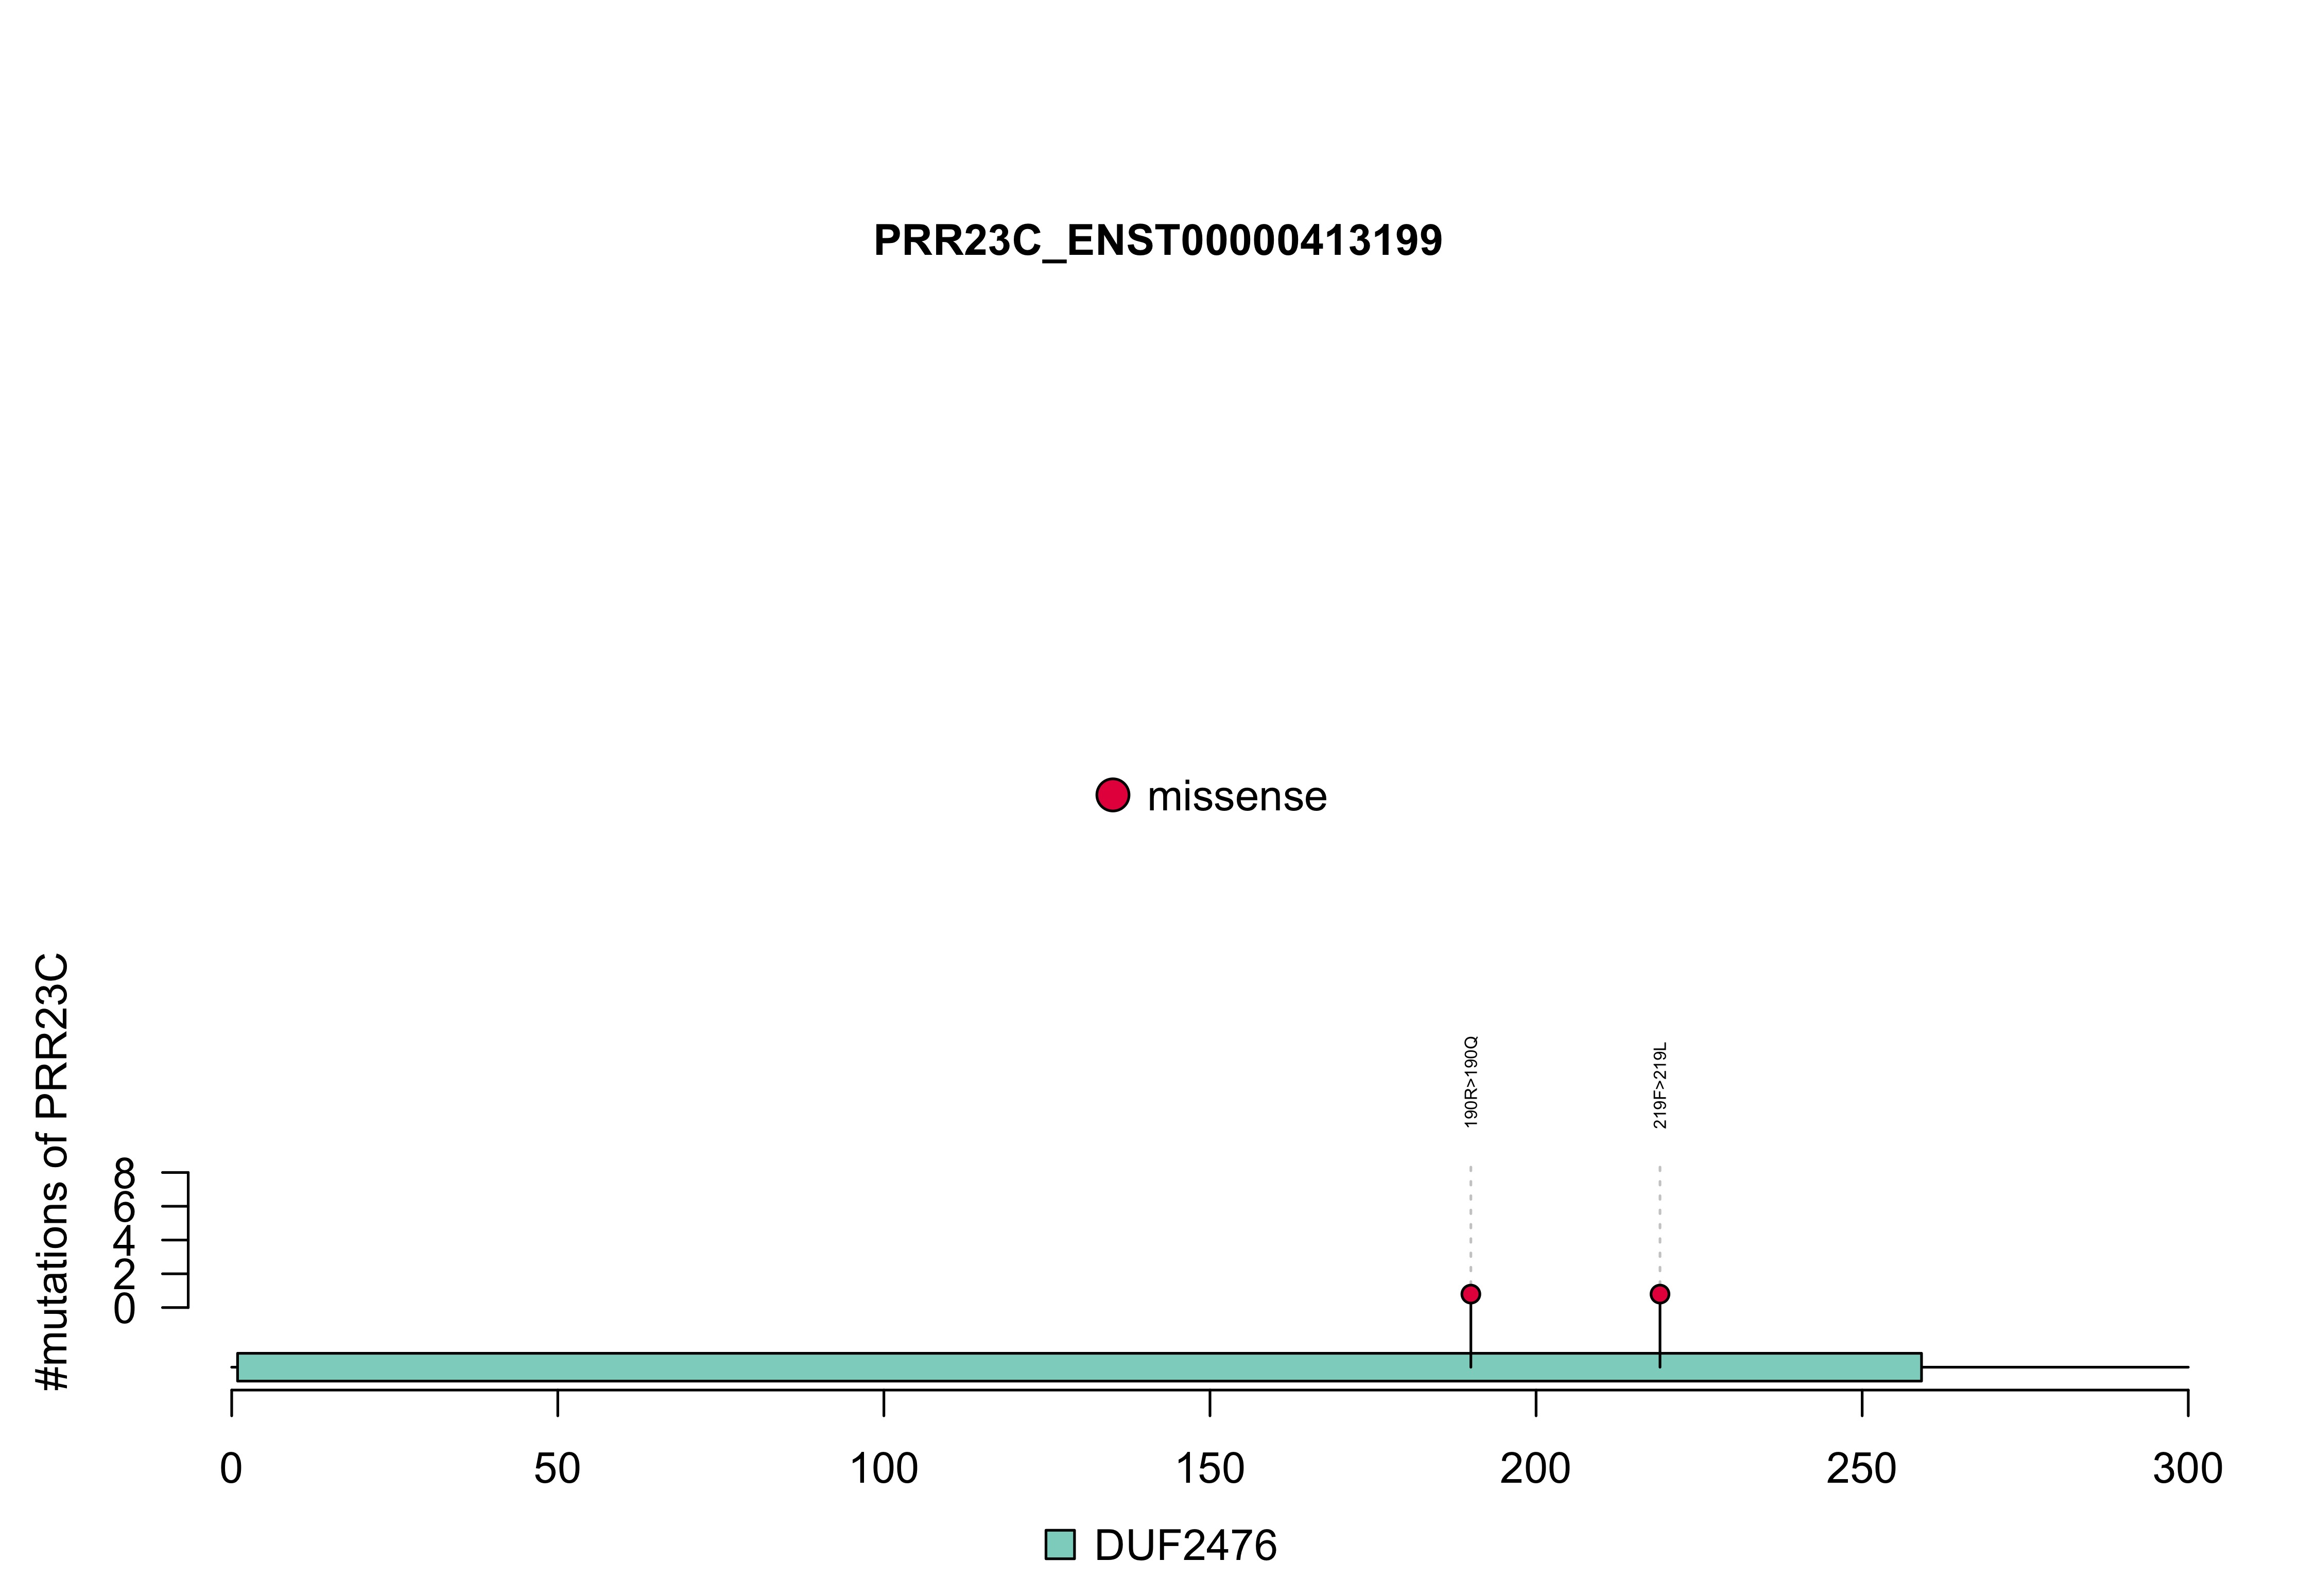 PRR23C_ENST00000413199
missense
#mutations of PRR23C
190R>190Q
219F>219L
8
6
4
2
0
0 50 100 150 200 250 300
DUF2476